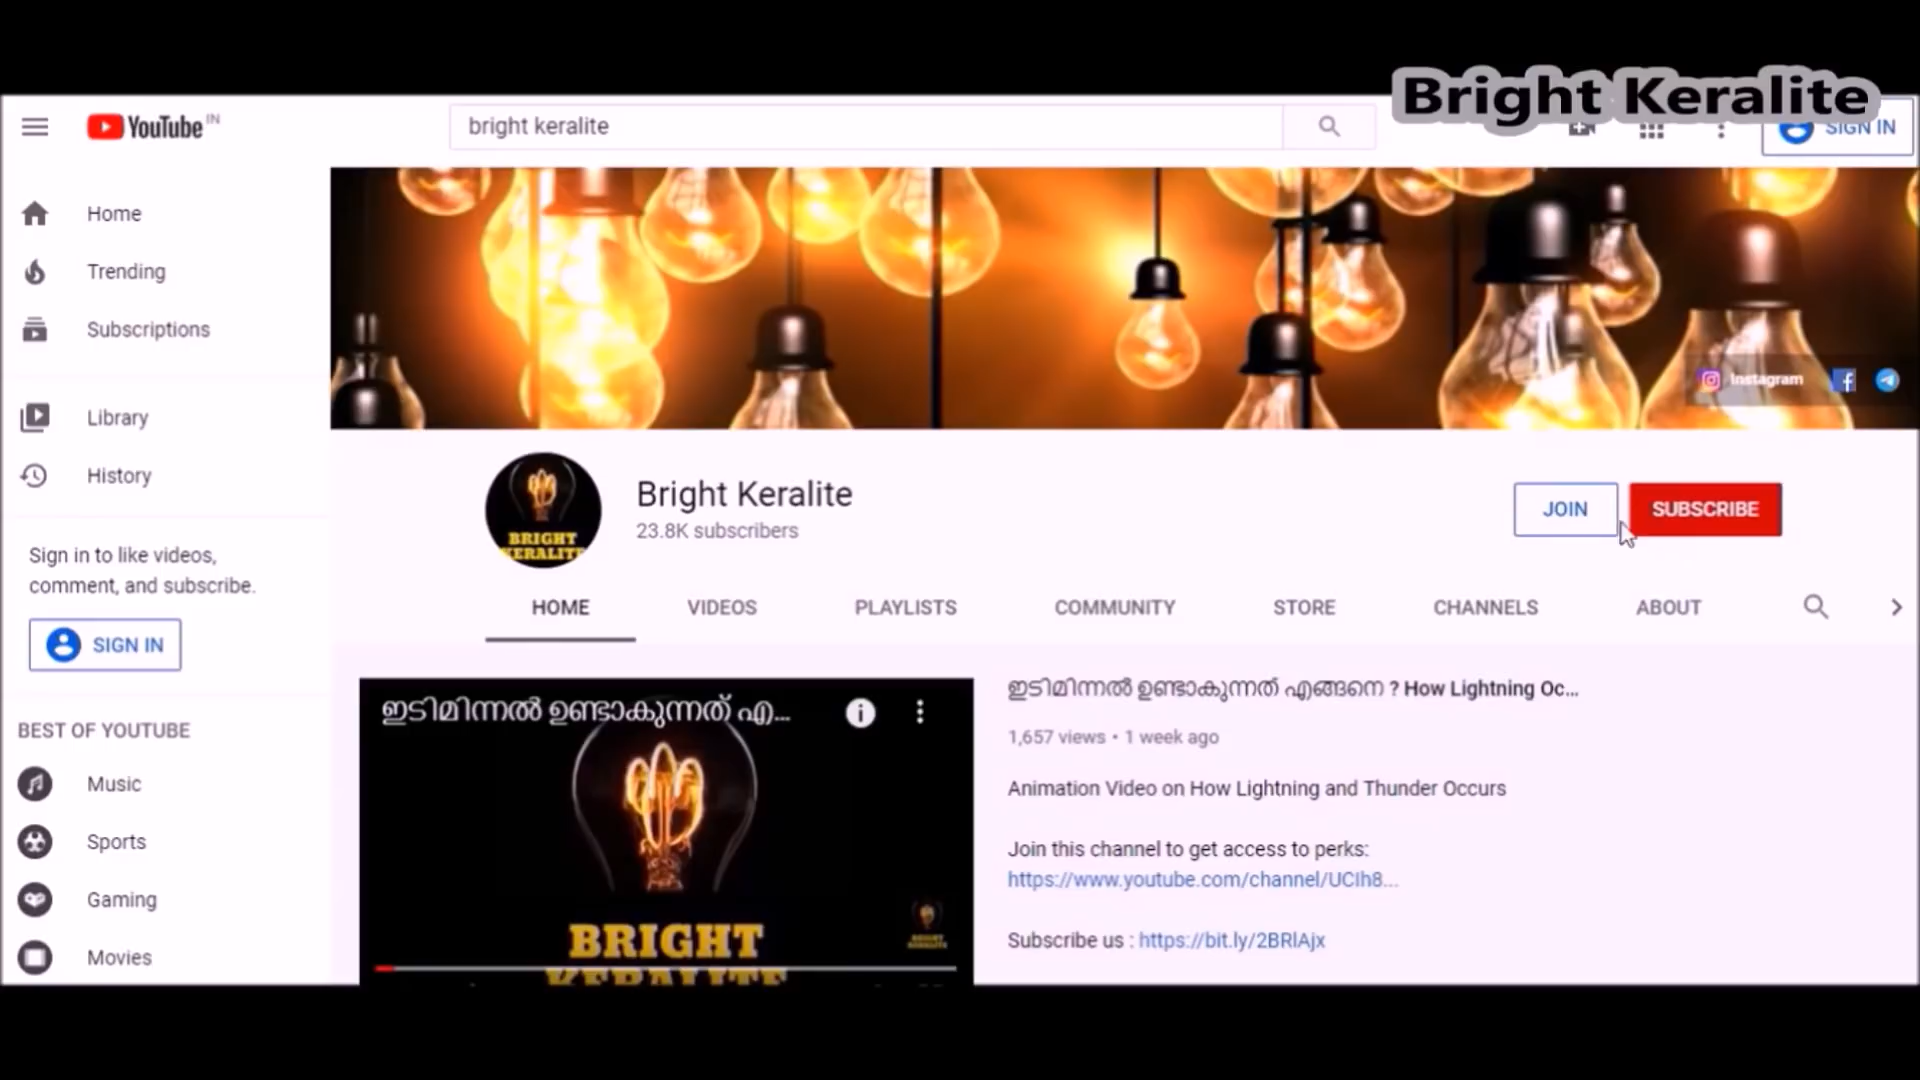 Bright Keralite
YouTube IN
bright keralite
SIGN IN
Home
Trending
Subscriptions
Library
History
Sign in to like videos,
comment, and subscribe.
SIGN IN
BEST OF YOUTUBE
Music
Sports
Gaming
Movies
Instagram
BRIGHT
KERALITE
Bright Keralite
23.8K subscribers
JOIN
SUBSCRIBE
HOME
VIDEOS
PLAYLISTS
COMMUNITY
STORE
CHANNELS
ABOUT
ഇടിമിന്നൽ ഉണ്ടാകുന്നത് എ...
BRIGHT
KERALITE
BRIGHT
KERALITE
ഇടിമിന്നൽ ഉണ്ടാകുന്നത് എങ്ങനെ ? How Lightning Oc...
1,657 views • 1 week ago
Animation Video on How Lightning and Thunder Occurs
Join this channel to get access to perks:
https://www.youtube.com/channel/UCIh8...
Subscribe us : https://bit.ly/2BRlAjx